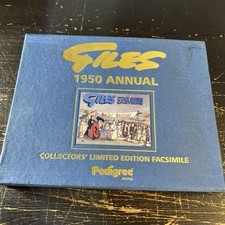 GILES
1950 ANNUAL
GILES
COLLECTORS' LIMITED EDITION FACSIMILE
Pedigree